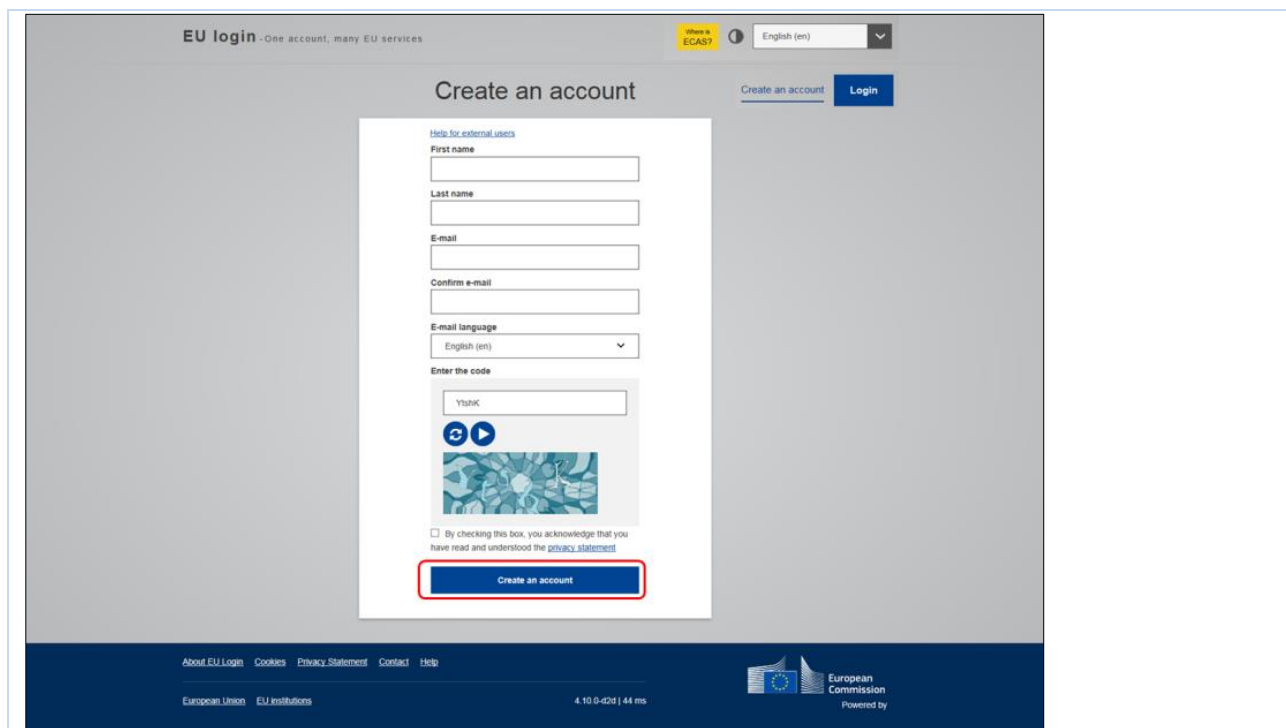 EU login - One account, many EU services
Where is
ECAS?
English (en)
Create an account
Create an account
Login
Help for external users
First name
Last name
E-mail
Confirm e-mail
E-mail language
English (en)
Enter the code
YtshK
By checking this box, you acknowledge that you
have read and understood the privacy statement
Create an account
About EU Login Cookies Privacy Statement Contact Help
European Union EU institutions
4.10.0-d2d | 44 ms
European
Commission
Powered by